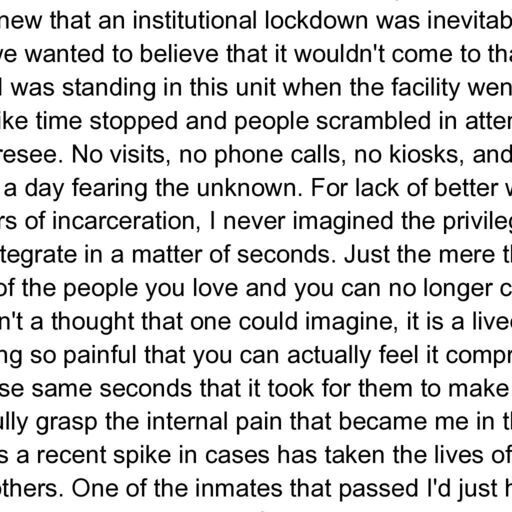 new that an institutional lockdown was inevitab
we wanted to believe that it wouldn't come to tha
I was standing in this unit when the facility wen
ike time stopped and people scrambled in atter
resee. No visits, no phone calls, no kiosks, and
a day fearing the unknown. For lack of better w
rs of incarceration, I never imagined the privileg
tegrate in a matter of seconds. Just the mere th
of the people you love and you can no longer c
n't a thought that one could imagine, it is a live
ng so painful that you can actually feel it compr
se same seconds that it took for them to make
ully grasp the internal pain that became me in th
s a recent spike in cases has taken the lives of
others. One of the inmates that passed I'd just h